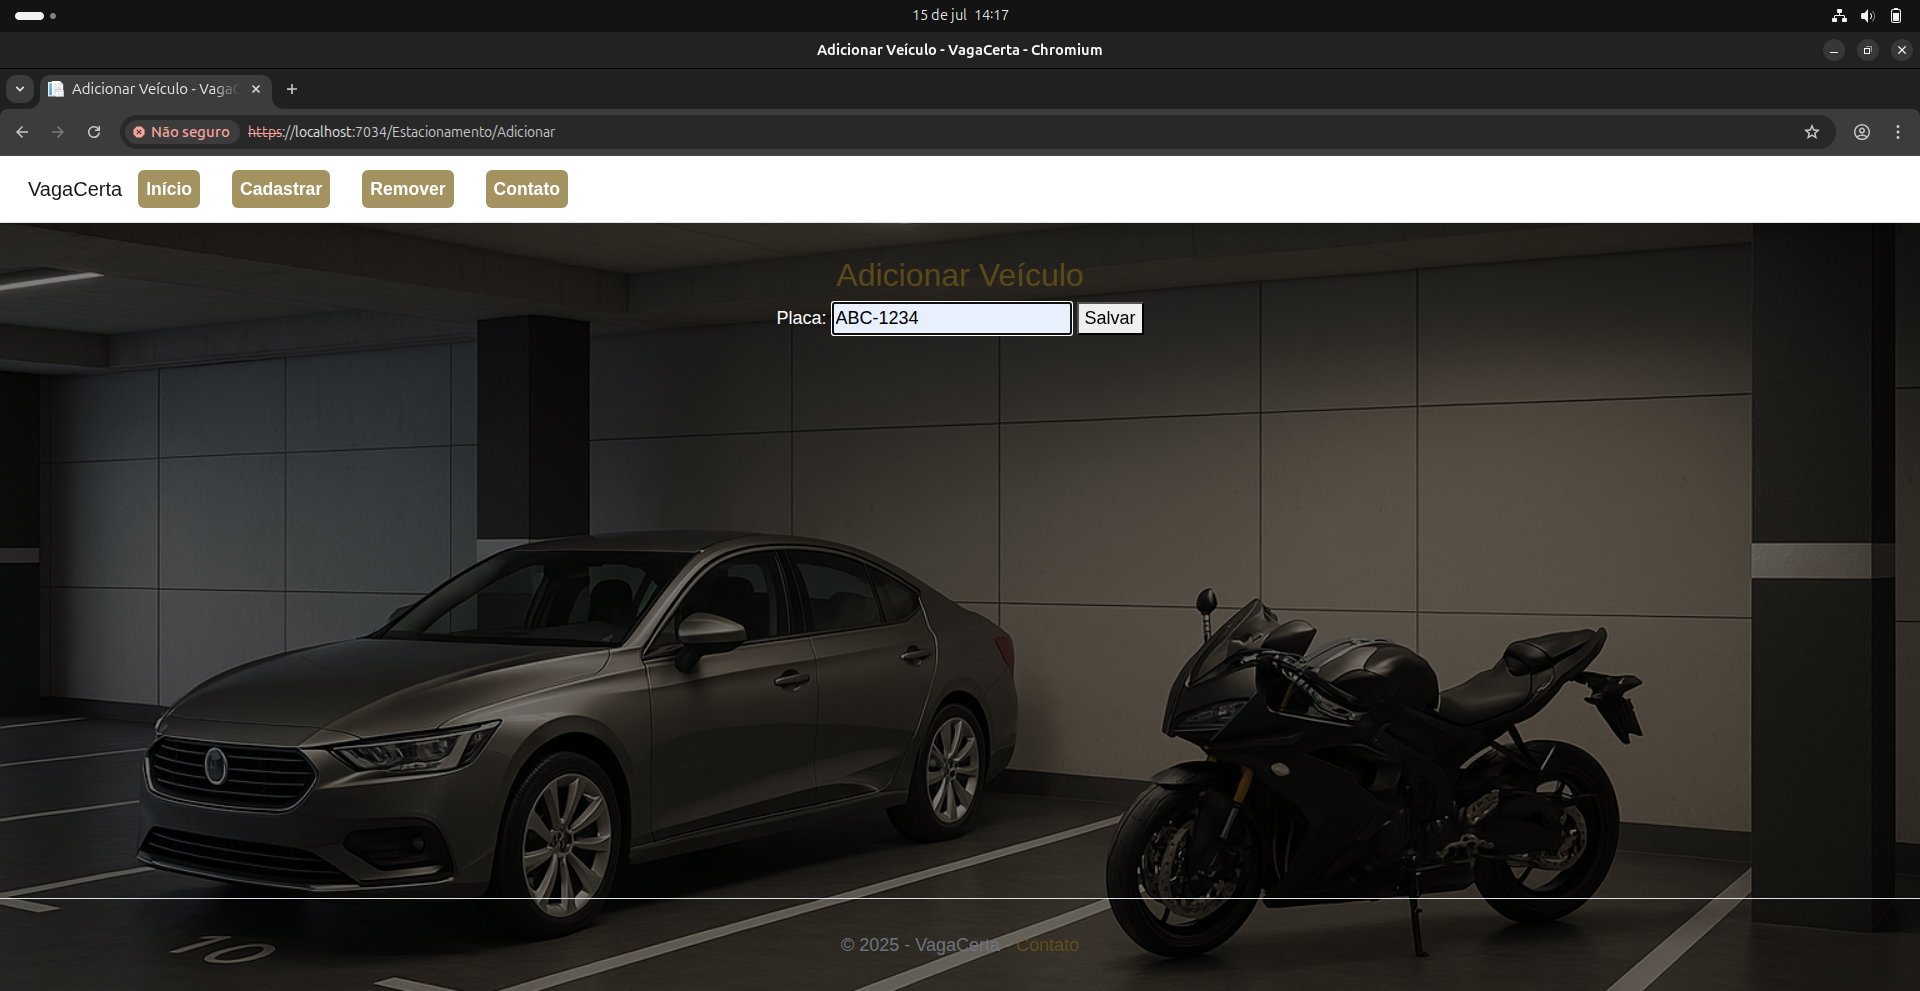 15 de jul 14:17
Adicionar Veículo - VagaCerta - Chromium
Adicionar Veículo - VagaC
Não seguro https://localhost:7034/Estacionamento/Adicionar
VagaCerta Início Cadastrar Remover Contato
Adicionar Veículo
Placa: ABC-1234 Salvar
10
© 2025 - VagaCerta - Contato